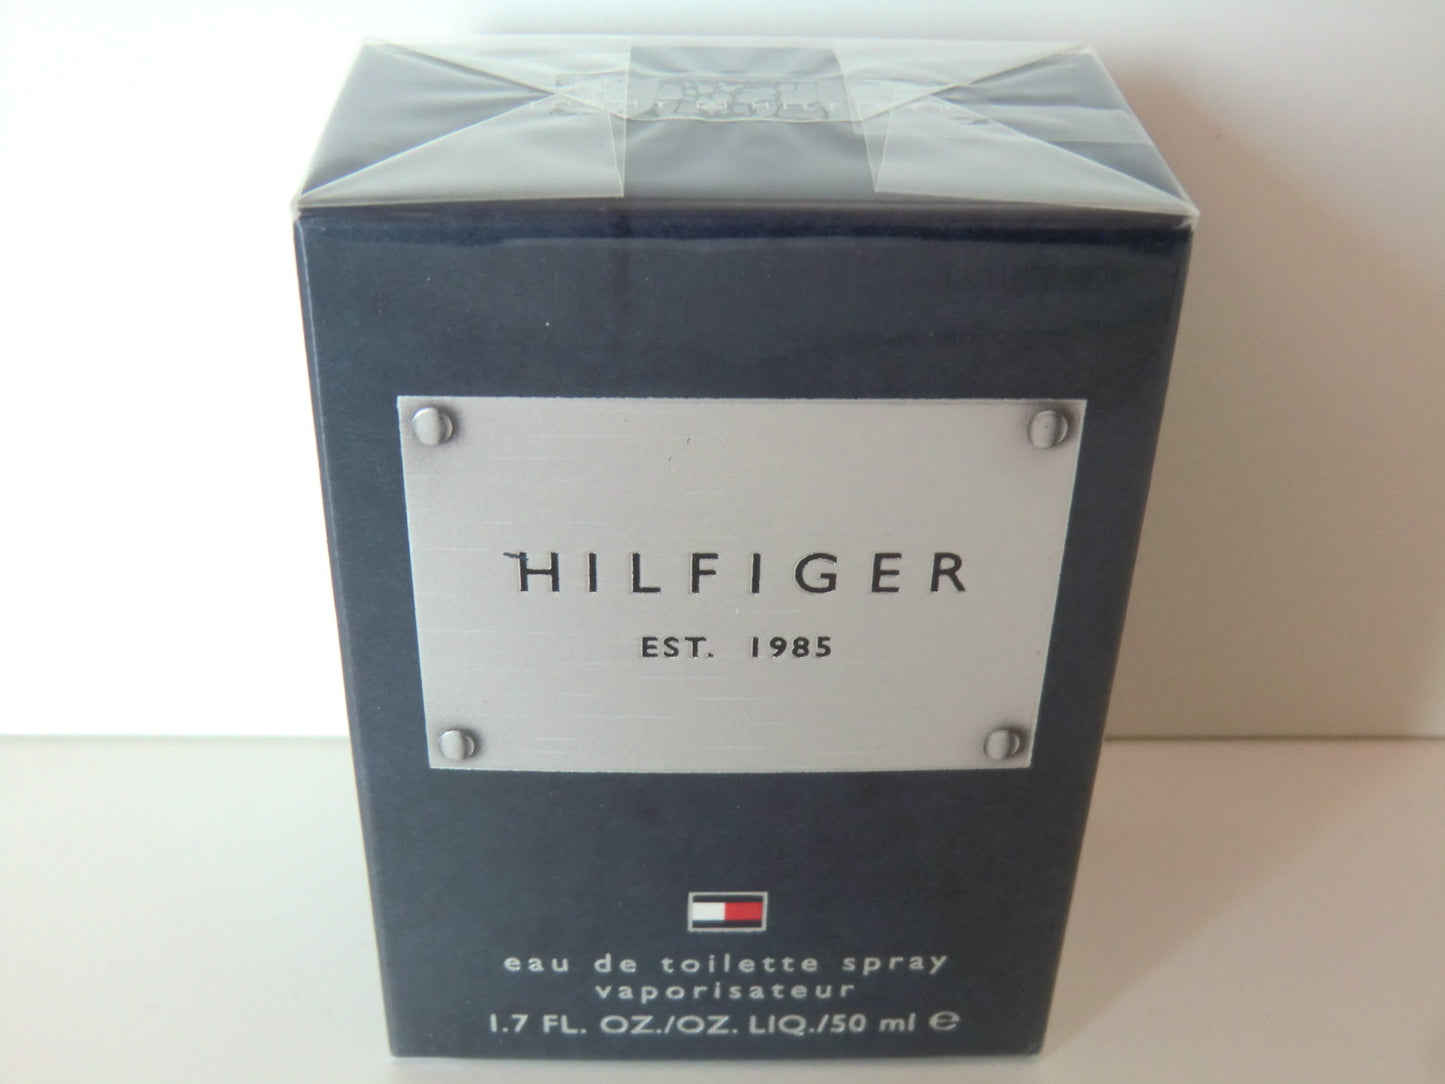 HILFIGER
EST. 1985
eau de toilette spray
vaporisateur
1.7 FL. OZ./OZ. LIQ./50 ml ℮